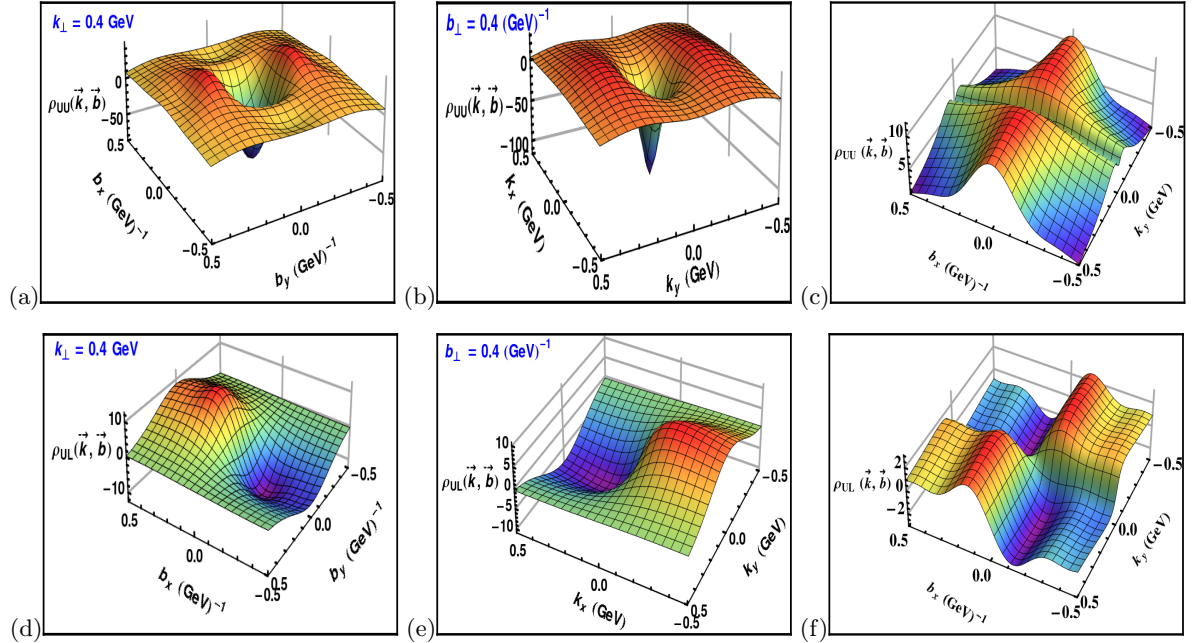 k⊥ = 0.4 GeV
0
ρUU(k⃗, b⃗)
−50
0.5
0.0
−0.5
bx (GeV)−1
−0.5
0.0
0.5
by (GeV)−1
(a)
b⊥ = 0.4 (GeV)−1
0
ρUU(k⃗, b⃗)
−50
−100
0.5
0.0
−0.5
kx (GeV)
−0.5
0.0
0.5
ky (GeV)
(b)
10
ρUU(k⃗, b⃗)
5
0.5
0.0
−0.5
bx (GeV)−1
−0.5
0.0
0.5
ky (GeV)
(c)
k⊥ = 0.4 GeV
10
ρUL(k⃗, b⃗)
0
−10
0.5
0.0
−0.5
bx (GeV)−1
−0.5
0.0
0.5
by (GeV)−1
(d)
b⊥ = 0.4 (GeV)−1
10
5
ρUL(k⃗, b⃗)
0
−5
−10
0.5
0.0
−0.5
kx (GeV)
−0.5
0.0
0.5
ky (GeV)
(e)
2
ρUL(k⃗, b⃗)
0
−2
0.5
0.0
−0.5
bx (GeV)−1
−0.5
0.0
0.5
ky (GeV)
(f)